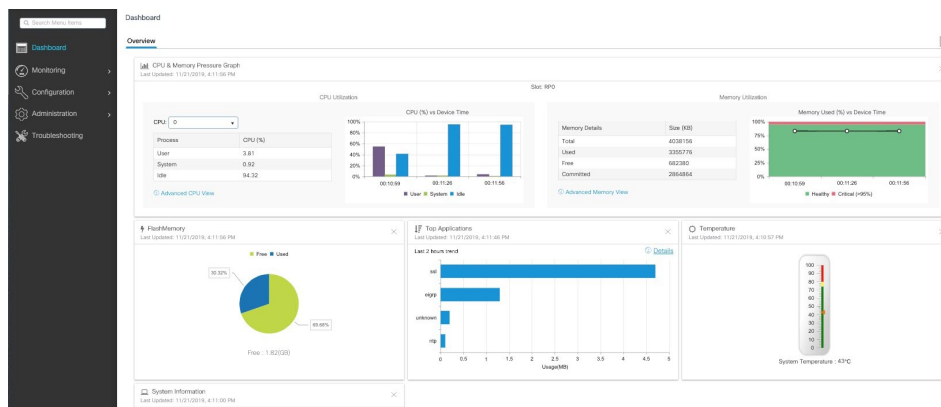 Search Menu Items
Dashboard
Monitoring
Configuration
Administration
Troubleshooting
Dashboard
Overview
CPU & Memory Pressure Graph
Last Updated: 11/21/2019, 4:11:56 PM
Slot: RP0
CPU Utilization
CPU: 0
Process CPU (%)
User 3.81
System 0.92
Idle 94.32
Advanced CPU View
CPU (%) vs Device Time
100%
80%
60%
40%
20%
0%
00:10:59 00:11:26 00:11:56
User System Idle
Memory Utilization
Memory Details Size (KB)
Total 4038156
Used 3355776
Free 682380
Committed 2864864
Advanced Memory View
Memory Used (%) vs Device Time
100%
75%
50%
25%
00:10:59 00:11:26 00:11:56
Healthy Critical (>95%)
FlashMemory
Last Updated: 11/21/2019, 4:11:56 PM
Free Used
30.32%
69.68%
Free : 1.82(GB)
Top Applications
Last Updated: 11/21/2019, 4:11:46 PM
Last 2 hours trend
Details
ssl
eigrp
unknown
ntp
0 0.5 1 1.5 2 2.5 3 3.5 4 4.5 5
Usage(MB)
Temperature
Last Updated: 11/21/2019, 4:10:57 PM
100
90
80
70
60
50
40
30
20
10
0
System Temperature : 43°C
System Information
Last Updated: 11/21/2019, 4:11:00 PM